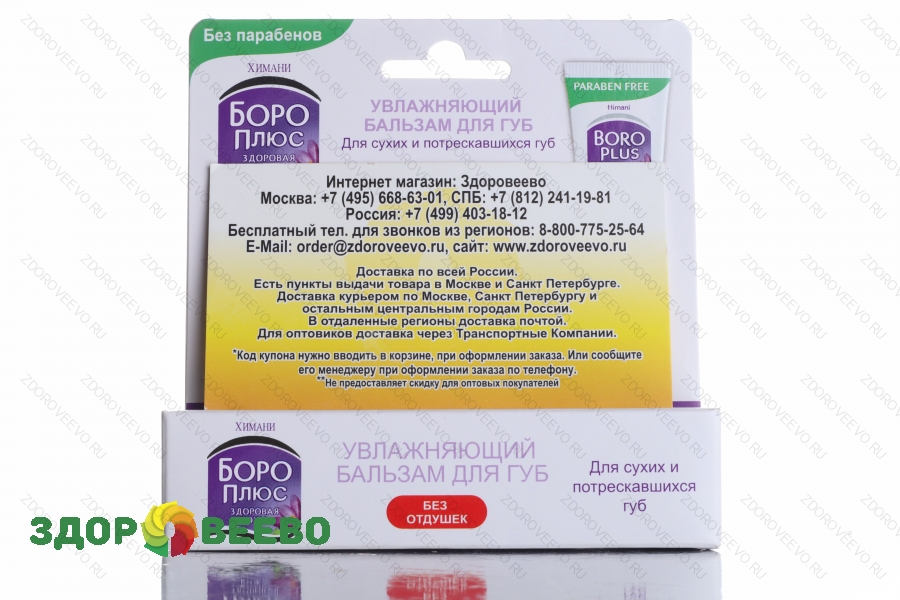 Без парабенов
Химани
БОРО
ПЛЮС
ЗДОРОВАЯ
УВЛАЖНЯЮЩИЙ
БАЛЬЗАМ ДЛЯ ГУБ
Для сухих и потрескавшихся губ
PARABEN FREE
Himani
BORO
PLUS
Интернет магазин: Здоровеево
Москва: +7 (495) 668-63-01, СПБ: +7 (812) 241-19-81
Россия: +7 (499) 403-18-12
Бесплатный тел. для звонков из регионов: 8-800-775-25-64
E-Mail: order@zdoroveevo.ru, сайт: www.zdoroveevo.ru
Доставка по всей России.
Есть пункты выдачи товара в Москве и Санкт Петербурге.
Доставка курьером по Москве, Санкт Петербургу и
остальным центральным городам России.
В отдаленные регионы доставка почтой.
Для оптовиков доставка через Транспортные Компании.
*Код купона нужно вводить в корзине, при оформлении заказа. Или сообщите
его менеджеру при оформлении заказа по телефону.
**Не предоставляет скидку для оптовых покупателей
Химани
БОРО
ПЛЮС
ЗДОРОВАЯ
УВЛАЖНЯЮЩИЙ
БАЛЬЗАМ ДЛЯ ГУБ
БЕЗ
ОТДУШЕК
Для сухих и
потрескавшихся
губ
ЗДОРОВЕЕВО
ZDOROVEEVO.RU